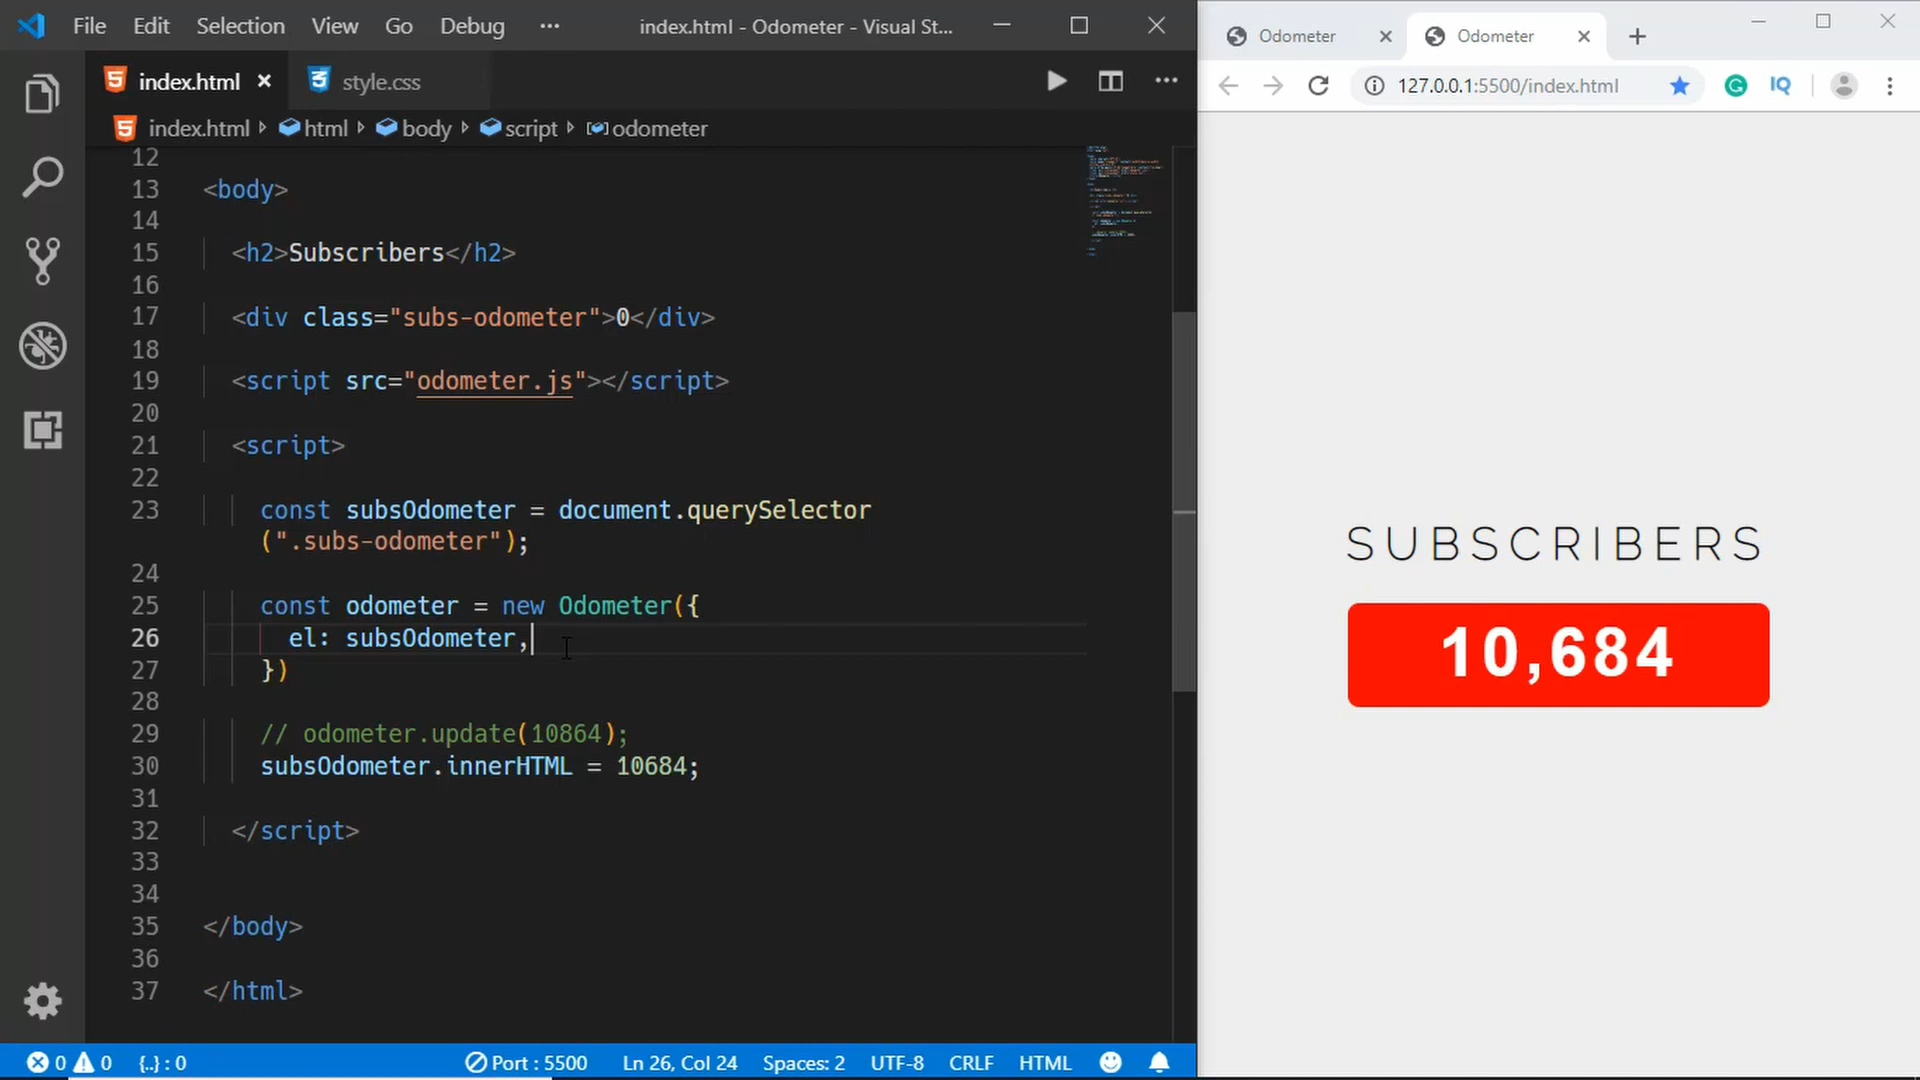 File Edit Selection View Go Debug ··· index.html - Odometer - Visual St...
index.html style.css
index.html html body script odometer
12
13 <body>
14
15 <h2>Subscribers</h2>
16
17 <div class="subs-odometer">0</div>
18
19 <script src="odometer.js"></script>
20
21 <script>
22
23 const subsOdometer = document.querySelector
(".subs-odometer");
24
25 const odometer = new Odometer({
26 el: subsOdometer,
27 })
28
29 // odometer.update(10864);
30 subsOdometer.innerHTML = 10684;
31
32 </script>
33
34
35 </body>
36
37 </html>
0 0 {..} : 0 Port : 5500 Ln 26, Col 24 Spaces: 2 UTF-8 CRLF HTML
Odometer Odometer
127.0.0.1:5500/index.html IQ
SUBSCRIBERS
10,684